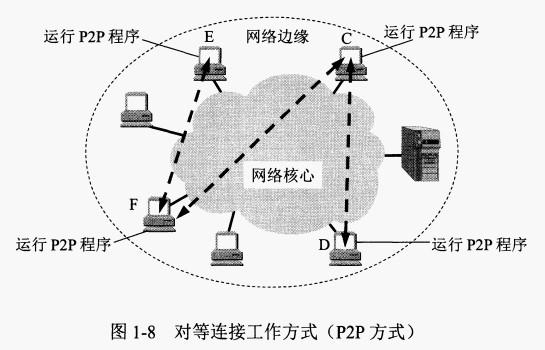 运行 P2P 程序
E
网络边缘
C
运行 P2P 程序
网络核心
F
运行 P2P 程序
D
运行 P2P 程序
图 1-8 对等连接工作方式（P2P 方式）